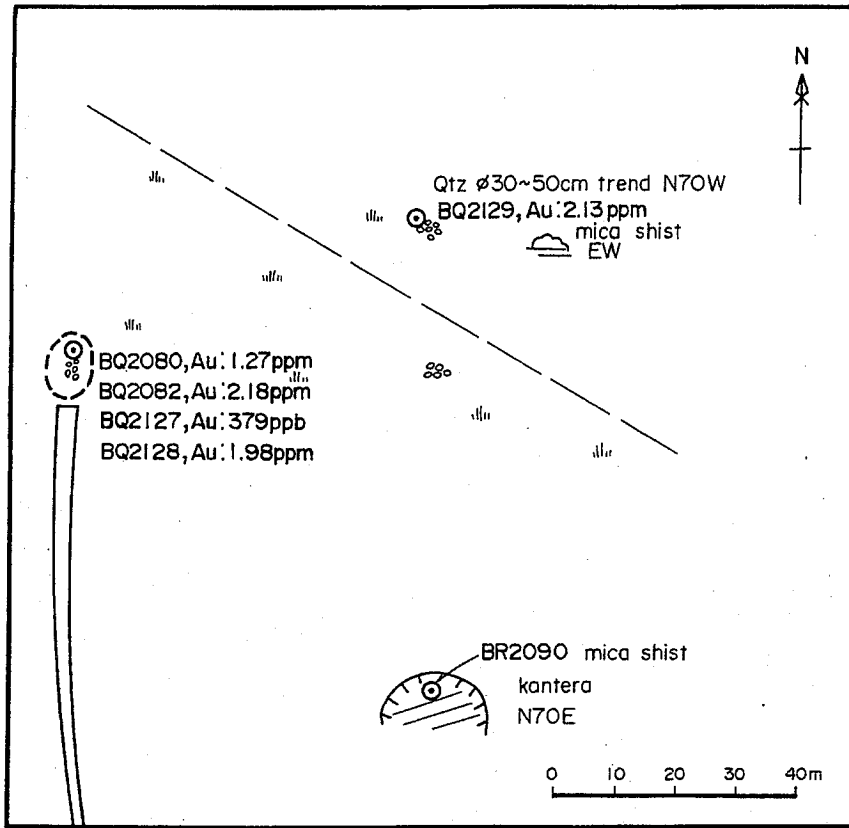 N
Qtz ø30~50cm trend N70W
BQ2129, Au:2.13ppm
mica shist
EW
BQ2080, Au:1.27ppm
BQ2082, Au:2.18ppm
BQ2127, Au:379ppb
BQ2128, Au:1.98ppm
BR2090 mica shist
kantera
N70E
0 10 20 30 40m